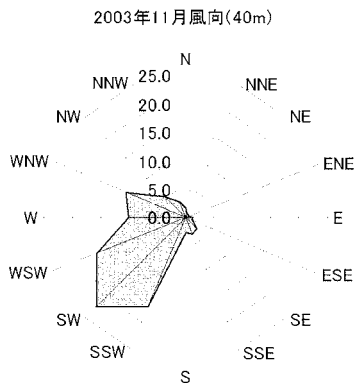 2003年11月風向(40m)
N
NNW 25.0 NNE
NW 20.0 NE
15.0
WNW 10.0 ENE
5.0
W 0.0 E
WSW ESE
SW SE
SSW SSE
S